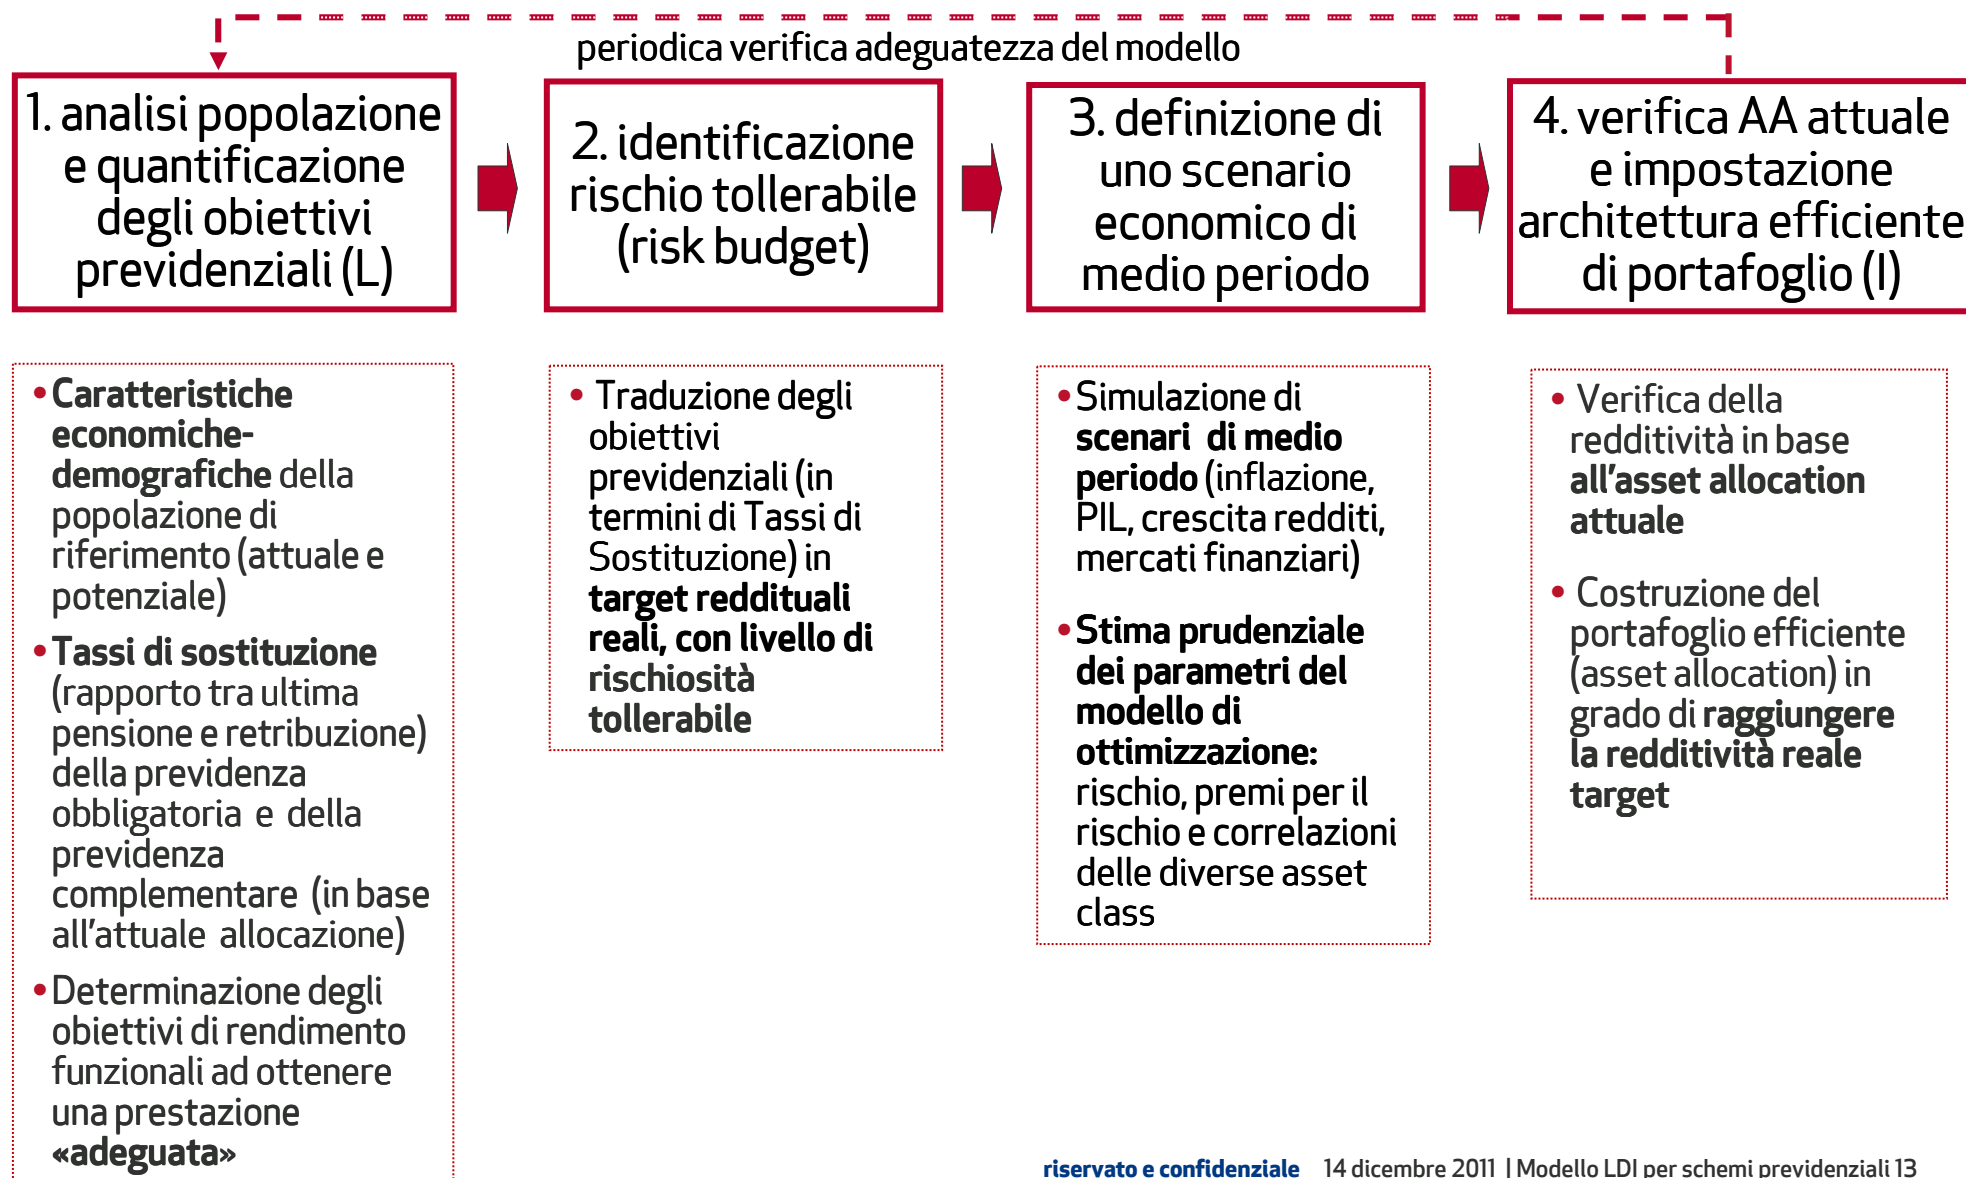 periodica verifica adeguatezza del modello
1. analisi popolazione
e quantificazione
degli obiettivi
previdenziali (L)
2. identificazione
rischio tollerabile
(risk budget)
3. definizione di
uno scenario
economico di
medio periodo
4. verifica AA attuale
e impostazione
architettura efficiente
di portafoglio (I)
•Caratteristiche
economiche-
demografiche della
popolazione di
riferimento (attuale e
potenziale)
•Tassi di sostituzione
(rapporto tra ultima
pensione e retribuzione)
della previdenza
obbligatoria e della
previdenza
complementare (in base
all'attuale allocazione)
•Determinazione degli
obiettivi di rendimento
funzionali ad ottenere
una prestazione
«adeguata»
• Traduzione degli
obiettivi
previdenziali (in
termini di Tassi di
Sostituzione) in
target reddituali
reali, con livello di
rischiosità
tollerabile
•Simulazione di
scenari di medio
periodo (inflazione,
PIL, crescita redditi,
mercati finanziari)
•Stima prudenziale
dei parametri del
modello di
ottimizzazione:
rischio, premi per il
rischio e correlazioni
delle diverse asset
class
• Verifica della
redditività in base
all'asset allocation
attuale
• Costruzione del
portafoglio efficiente
(asset allocation) in
grado di raggiungere
la redditività reale
target
riservato e confidenziale 14 dicembre 2011 | Modello LDI per schemi previdenziali 13